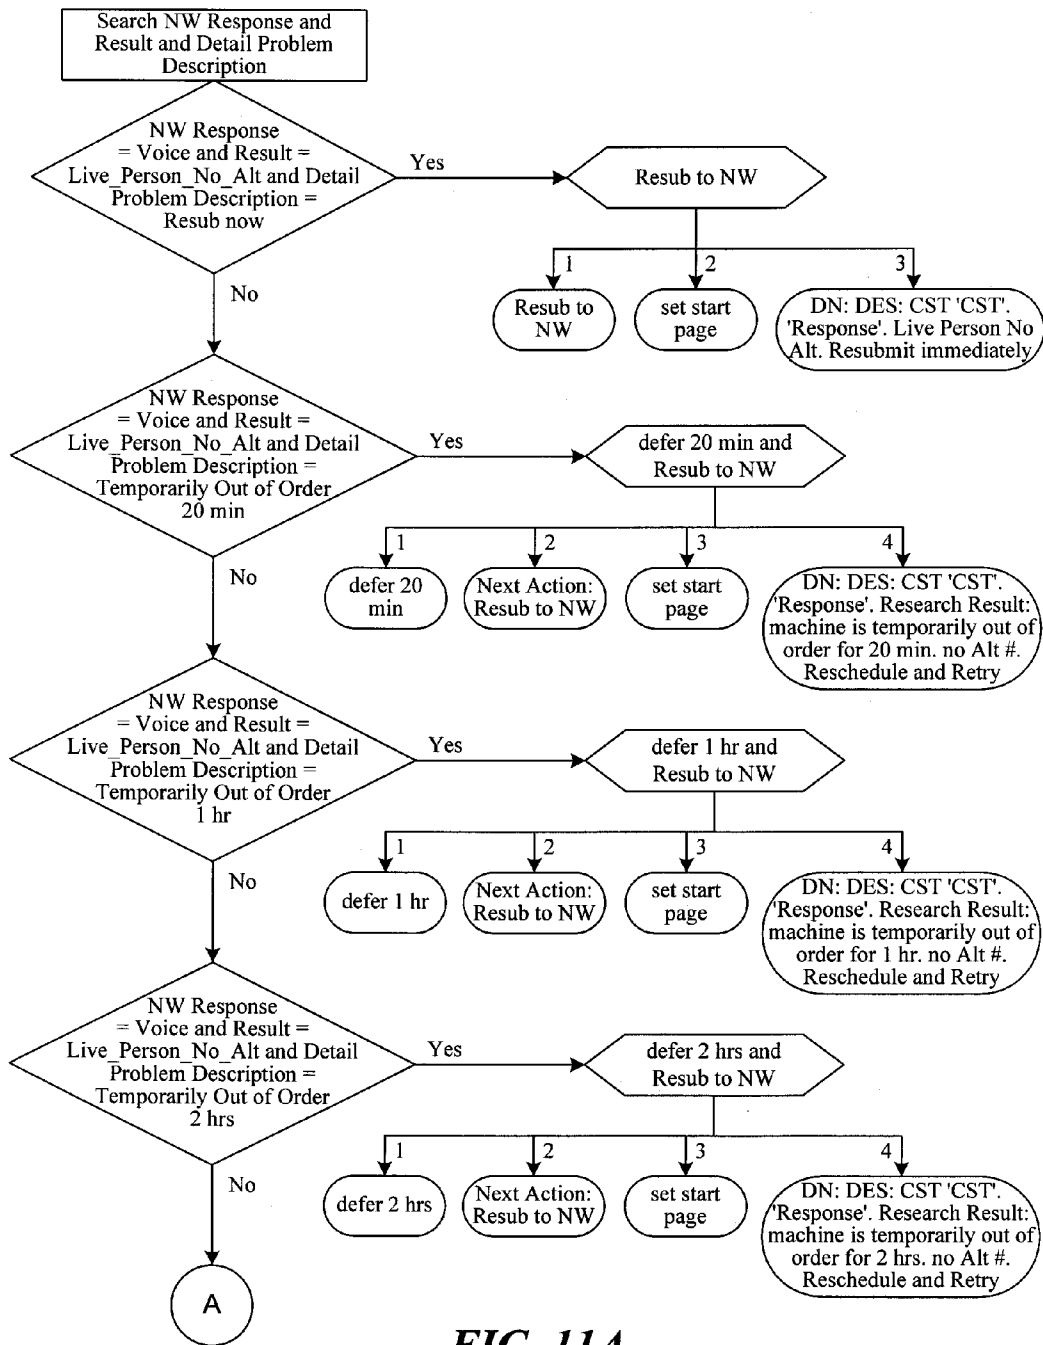 Search NW Response and
Result and Detail Problem
Description
NW Response
= Voice and Result =
Live_Person_No_Alt and Detail
Problem Description =
Resub now
Yes
Resub to NW
1
2
3
Resub to
NW
set start
page
DN: DES: CST 'CST'.
'Response'. Live Person No
Alt. Resubmit immediately
No
NW Response
= Voice and Result =
Live_Person_No_Alt and Detail
Problem Description =
Temporarily Out of Order
20 min
Yes
defer 20 min and
Resub to NW
1
2
3
4
defer 20
min
Next Action:
Resub to NW
set start
page
DN: DES: CST 'CST'.
'Response'. Research Result:
machine is temporarily out of
order for 20 min. no Alt #.
Reschedule and Retry
No
NW Response
= Voice and Result =
Live_Person_No_Alt and Detail
Problem Description =
Temporarily Out of Order
1 hr
Yes
defer 1 hr and
Resub to NW
1
2
3
4
defer 1 hr
Next Action:
Resub to NW
set start
page
DN: DES: CST 'CST'.
'Response'. Research Result:
machine is temporarily out of
order for 1 hr. no Alt #.
Reschedule and Retry
No
NW Response
= Voice and Result =
Live_Person_No_Alt and Detail
Problem Description =
Temporarily Out of Order
2 hrs
Yes
defer 2 hrs and
Resub to NW
1
2
3
4
defer 2 hrs
Next Action:
Resub to NW
set start
page
DN: DES: CST 'CST'.
'Response'. Research Result:
machine is temporarily out of
order for 2 hrs. no Alt #.
Reschedule and Retry
No
A
FIG. 11A